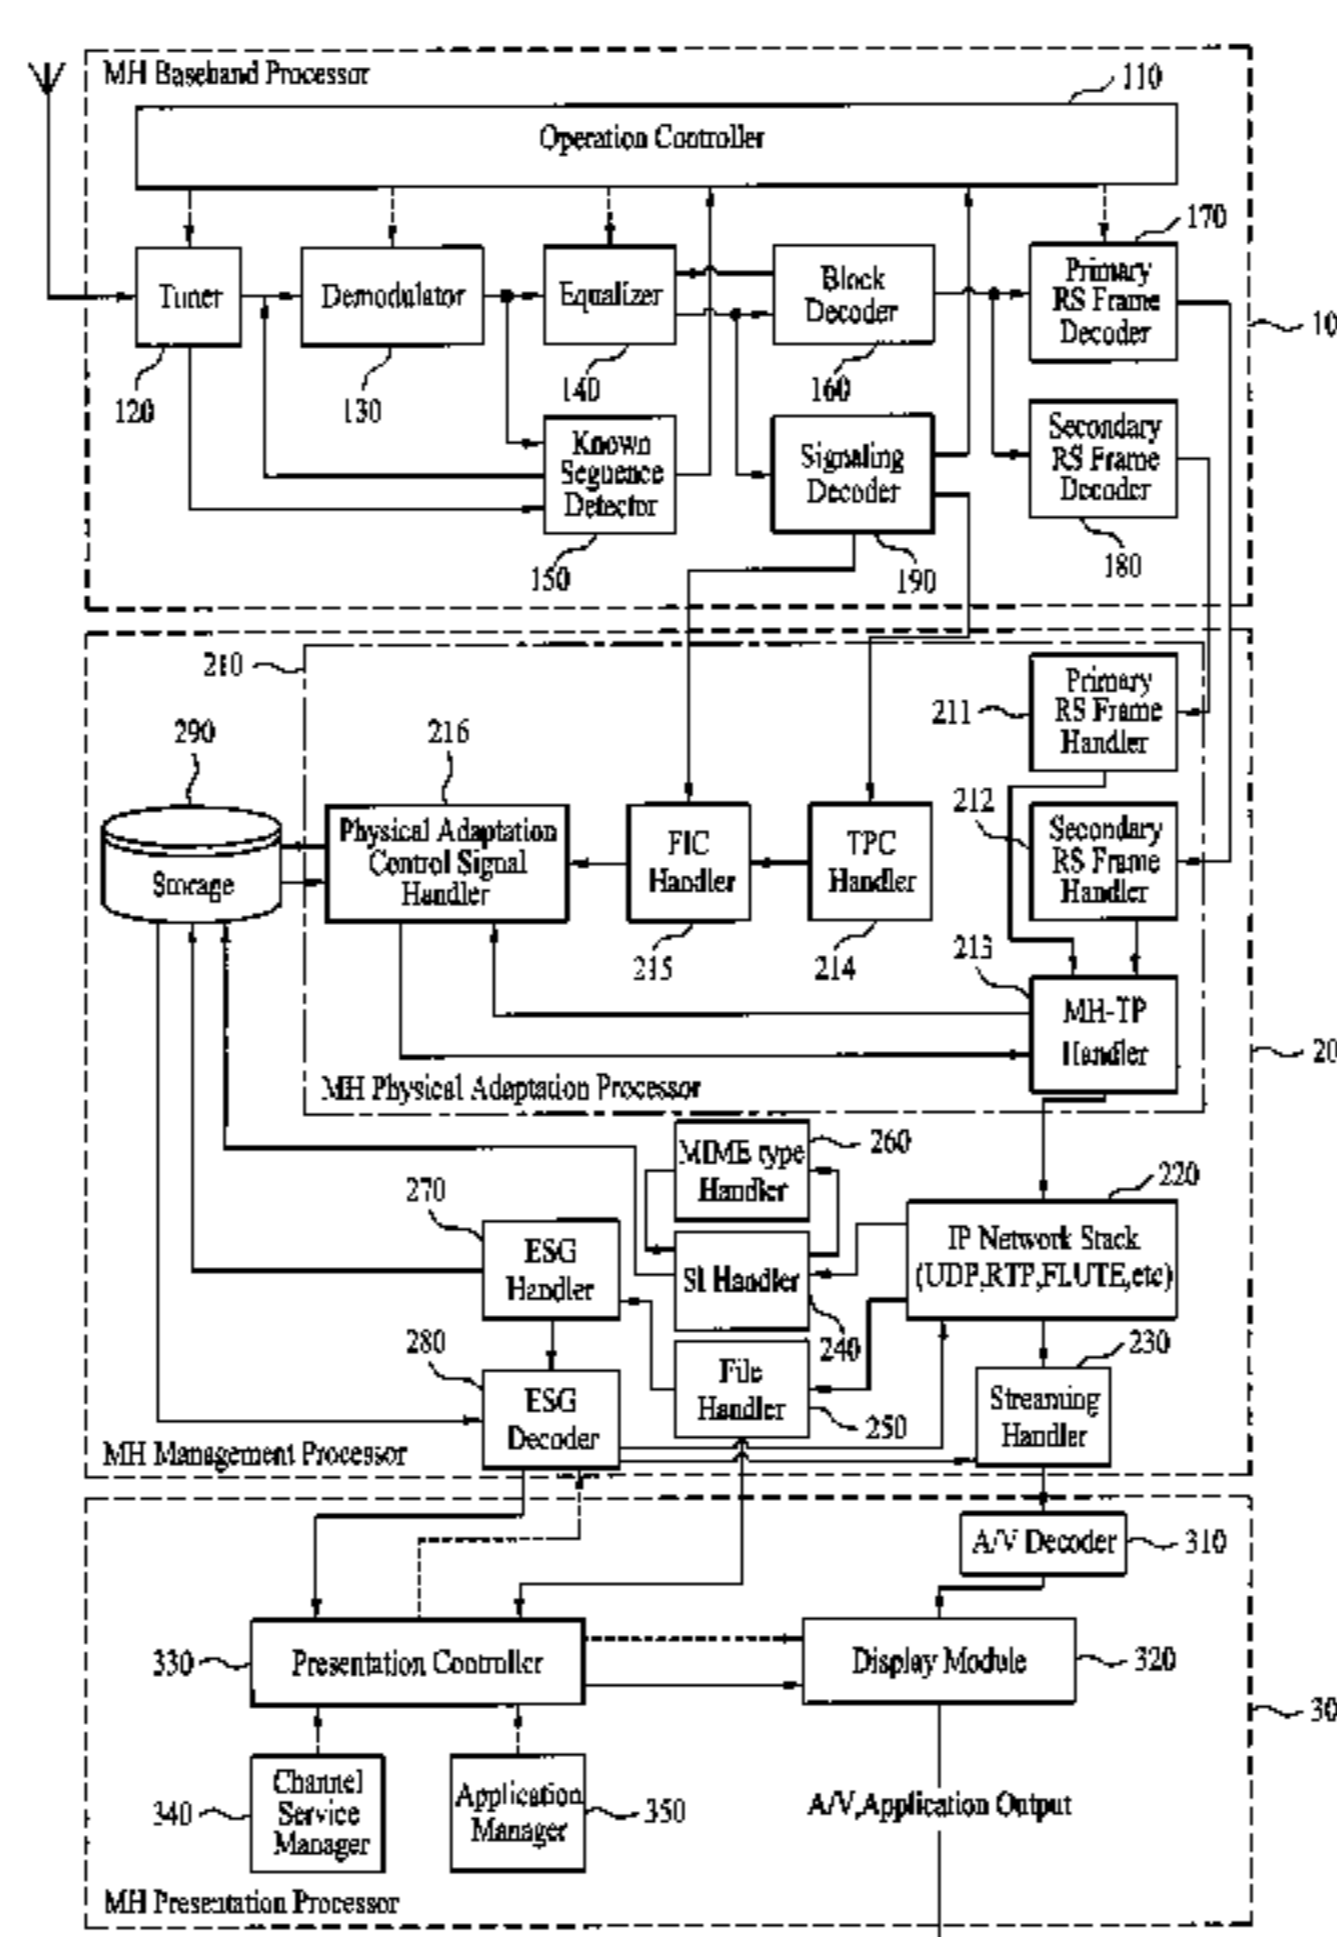 MH Baseband Processor
110
Operation Controller
170
Tuner
Demodulator
Equalizer
Block
Decoder
Primary
RS Frame
Decoder
10
120
130
140
160
Known
Seguence
Detector
Signaling
Decoder
Secondary
RS Frame
Decoder
150
190
180
210
Primary
RS Frame
Handler
211
290
216
212
Storage
Physical Adaptation
Control Signal
Handler
FIC
Handler
TPC
Handler
Secondary
RS Frame
Handler
215
214
213
MH-TP
Handler
20
MH Physical Adaptation Processor
MIME type
Handler
260
270
220
ESG
Handler
SI Handler
IP Network Stack
(UDP,RTP,FLUTE,etc)
240
280
230
File
Handler
ESG
Decoder
250
Streaming
Handler
MH Management Processor
A/V Decoder
310
330
Presentation Controller
Display Module
320
30
Channel
Service
Manager
340
Application
Manager
350
A/V,Application Output
MH Presentation Processor